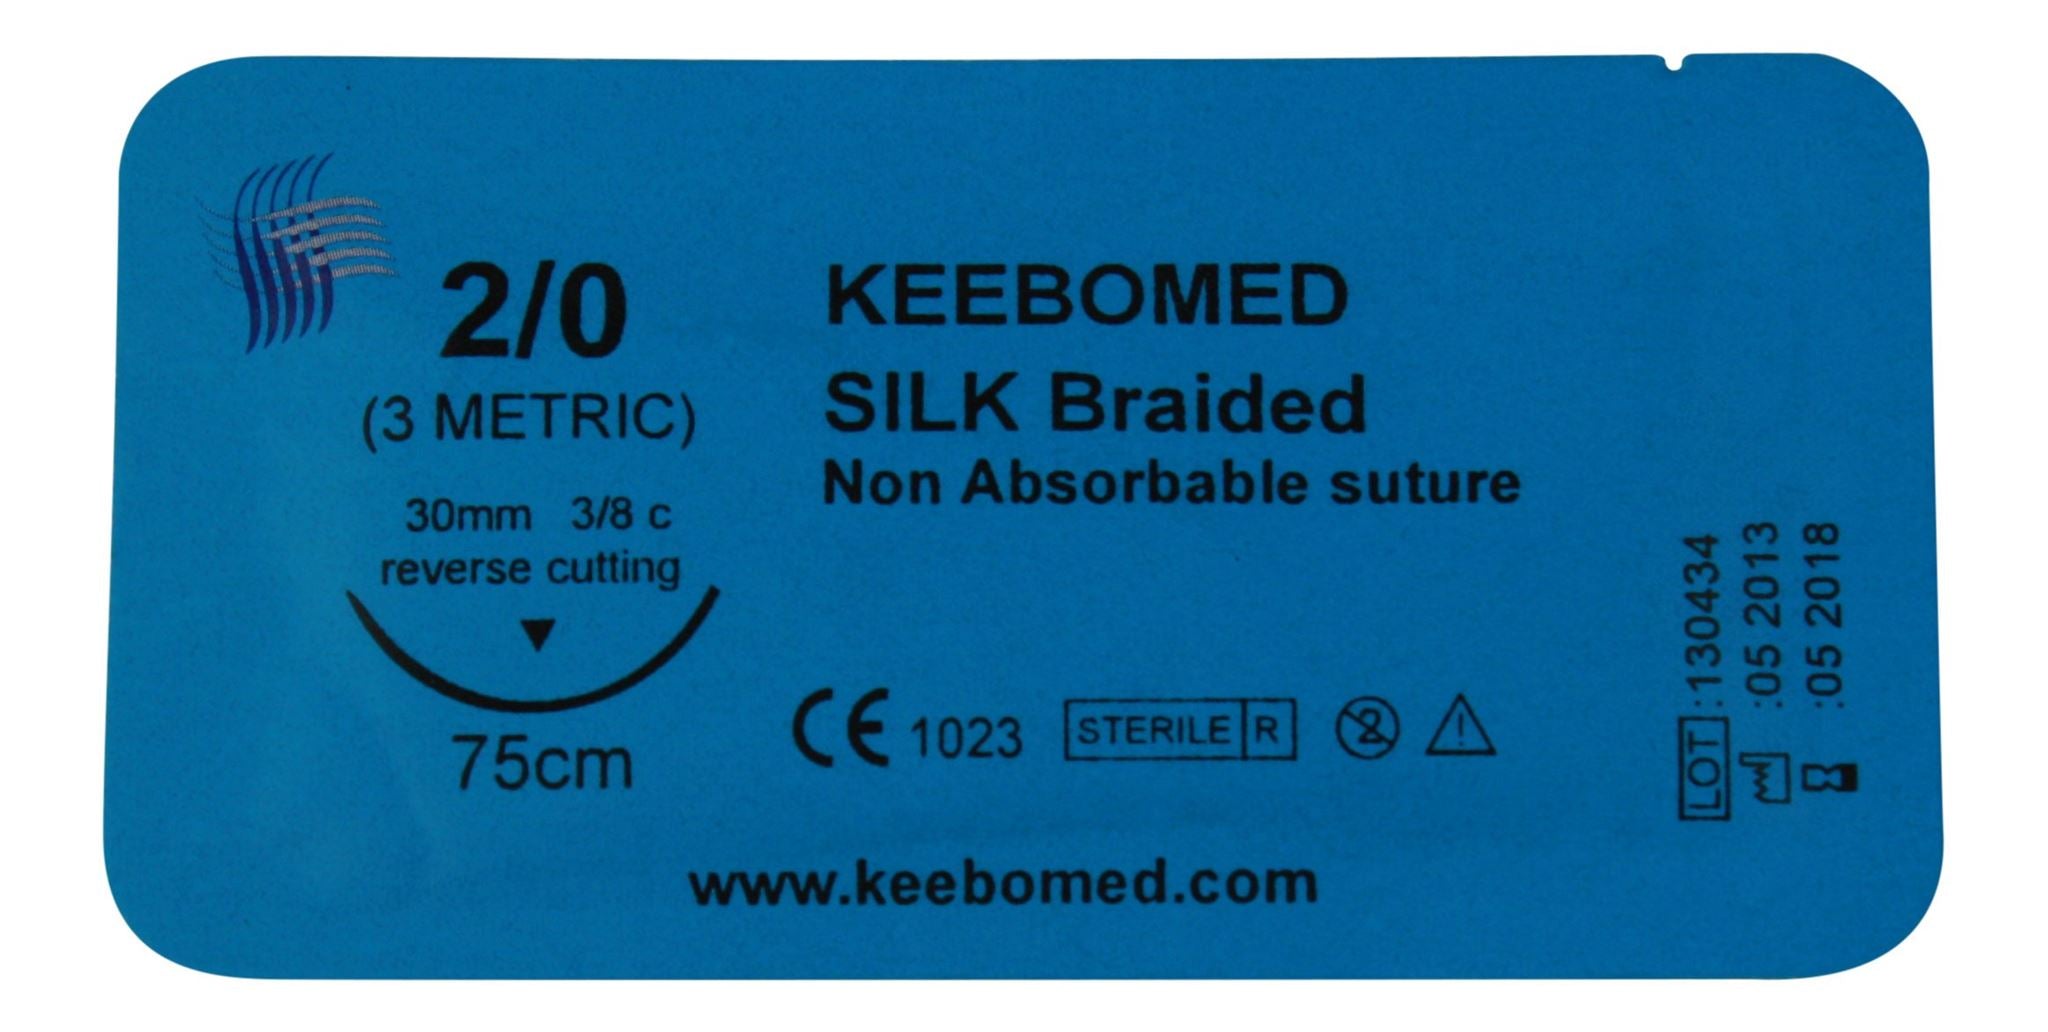 2/0
(3 METRIC)
30mm 3/8 c
reverse cutting
75cm
KEEBOMED
SILK Braided
Non Absorbable suture
CE 1023
STERILE R
2
!
LOT :130434
:05 2013
:05 2018
www.keebomed.com